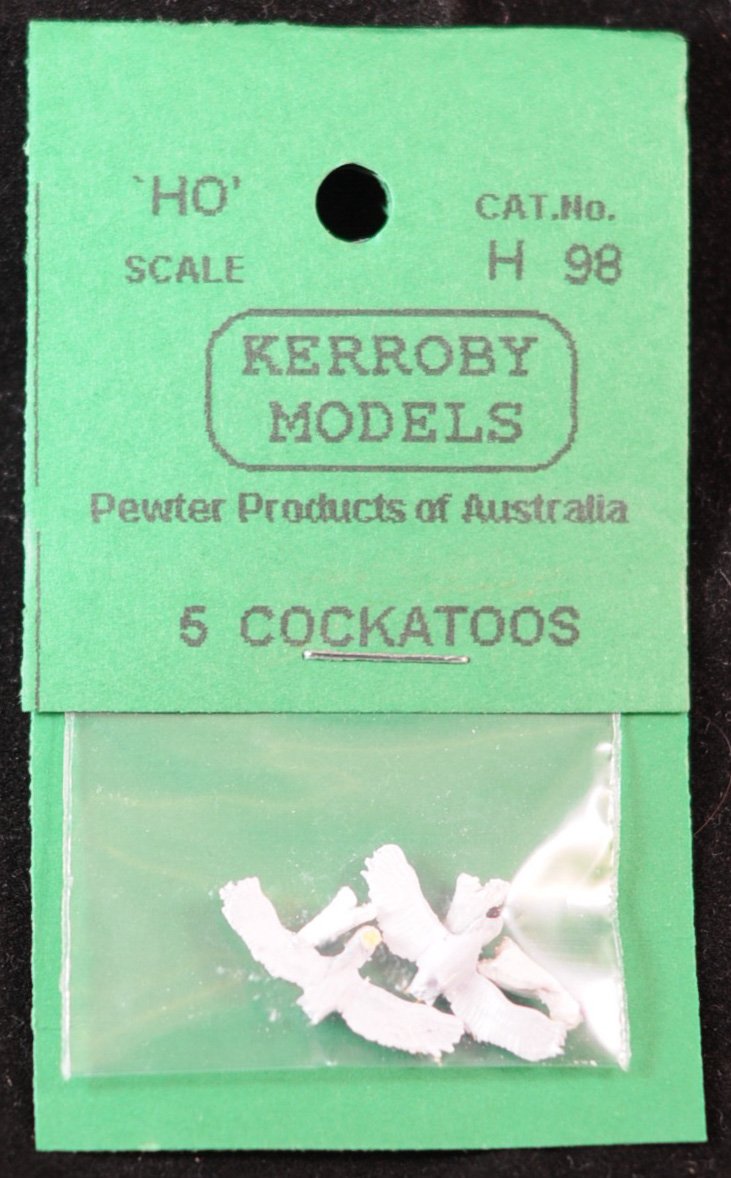 `HO'
SCALE
CAT.No.
H 98
KERROBY
MODELS
Pewter Products of Australia
5 COCKATOOS